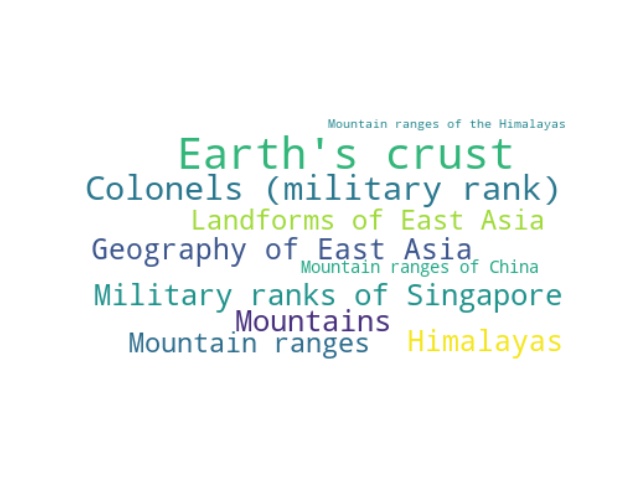 Mountain ranges of the Himalayas
Earth's crust
Colonels (military rank)
Landforms of East Asia
Geography of East Asia
Mountain ranges of China
Military ranks of Singapore
Mountains
Mountain ranges
Himalayas